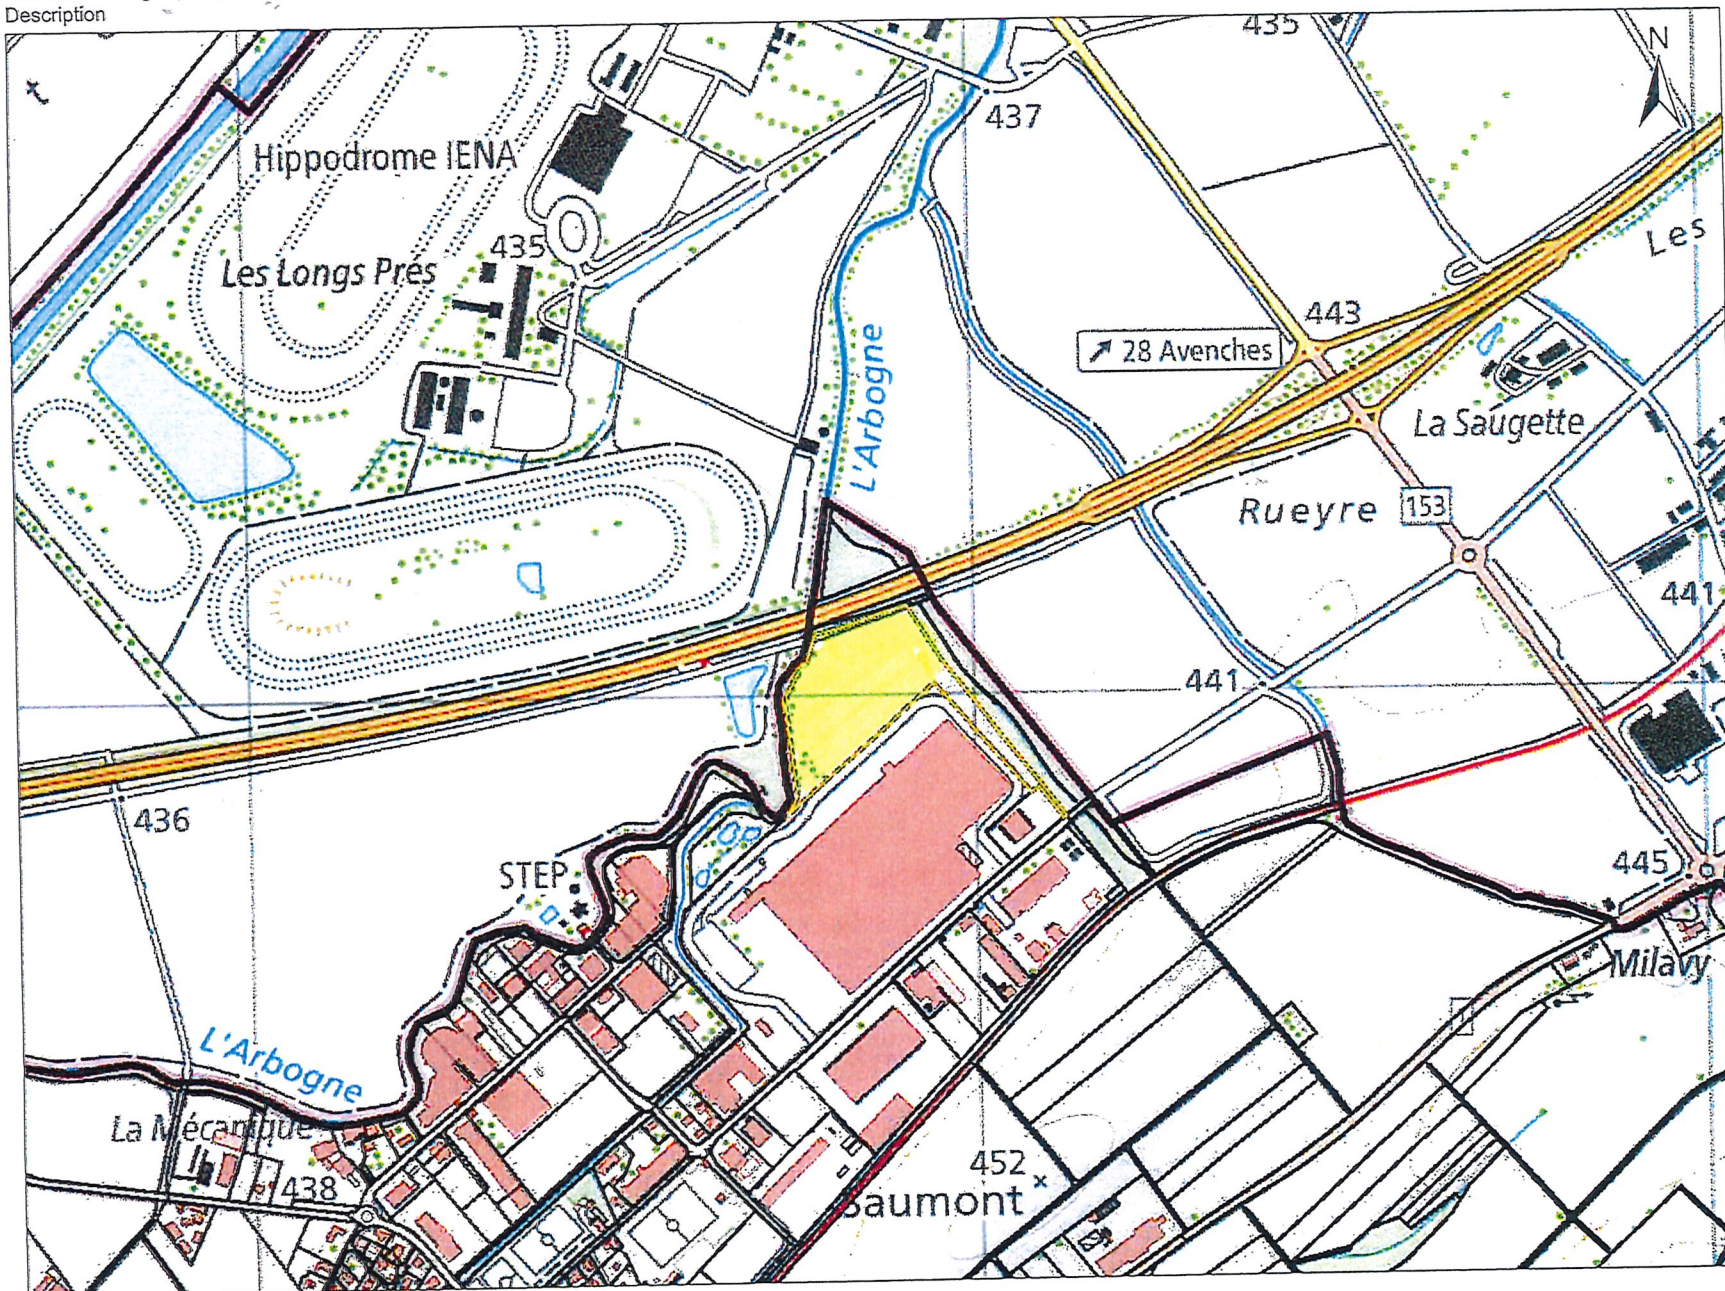 Description
435
N
437
Hippodrome IENA
435
Les Longs Prés
Les
443
28 Avenches
L'Arbogne
La Saugette
Rueyre
153
441
441
436
STEP
445
Milavy
L'Arbogne
La Mécanique
438
452
Baumont